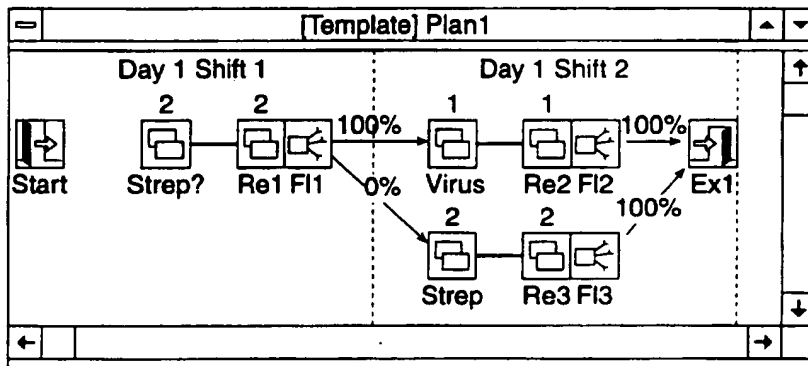 [Template] Plan1
Day 1 Shift 1 Day 1 Shift 2
2 2 1 1
100% 100%
Start Strep? Re1 Fl1 Virus Re2 Fl2 Ex1
0% 100%
2 2
Strep Re3 Fl3